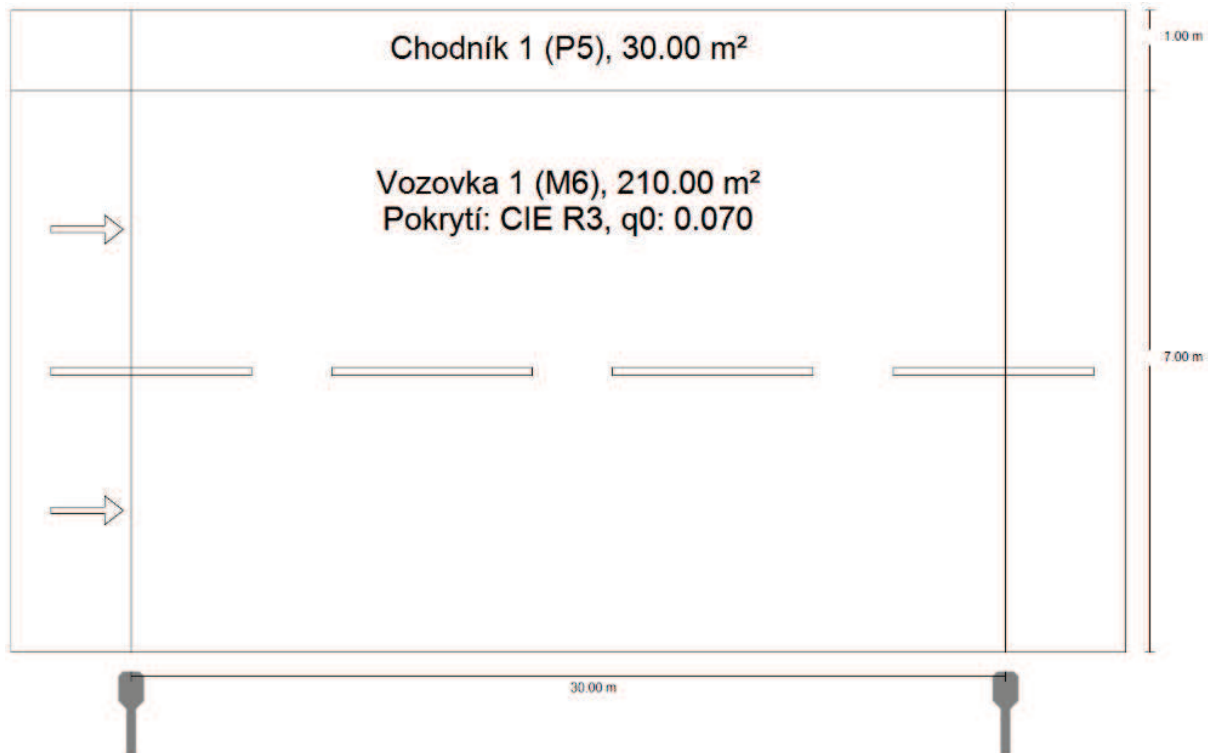 Chodník 1 (P5), 30.00 m²
1.00 m
Vozovka 1 (M6), 210.00 m²
Pokrytí: CIE R3, q0: 0.070
7.00 m
30.00 m